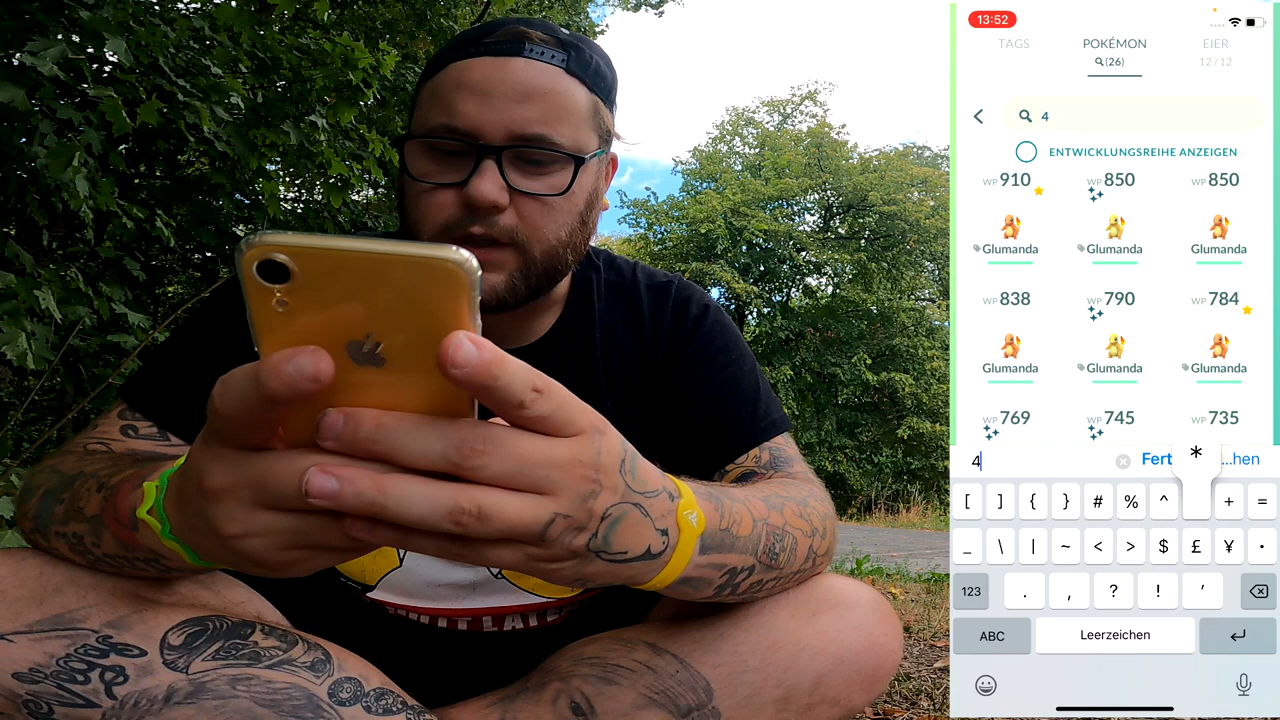 13:52
TAGS
POKÉMON
EIER
(26)
12 / 12
4
ENTWICKLUNGSREIHE ANZEIGEN
WP 910
WP 850
WP 850
Glumanda
Glumanda
Glumanda
WP 838
WP 790
WP 784
Glumanda
Glumanda
Glumanda
WP 769
WP 745
WP 735
4
Fert
...hen
*
[ ] { } # % ^ + =
_ \ | ~ < > $ £ ¥ •
123 . , ? ! ′
ABC
Leerzeichen